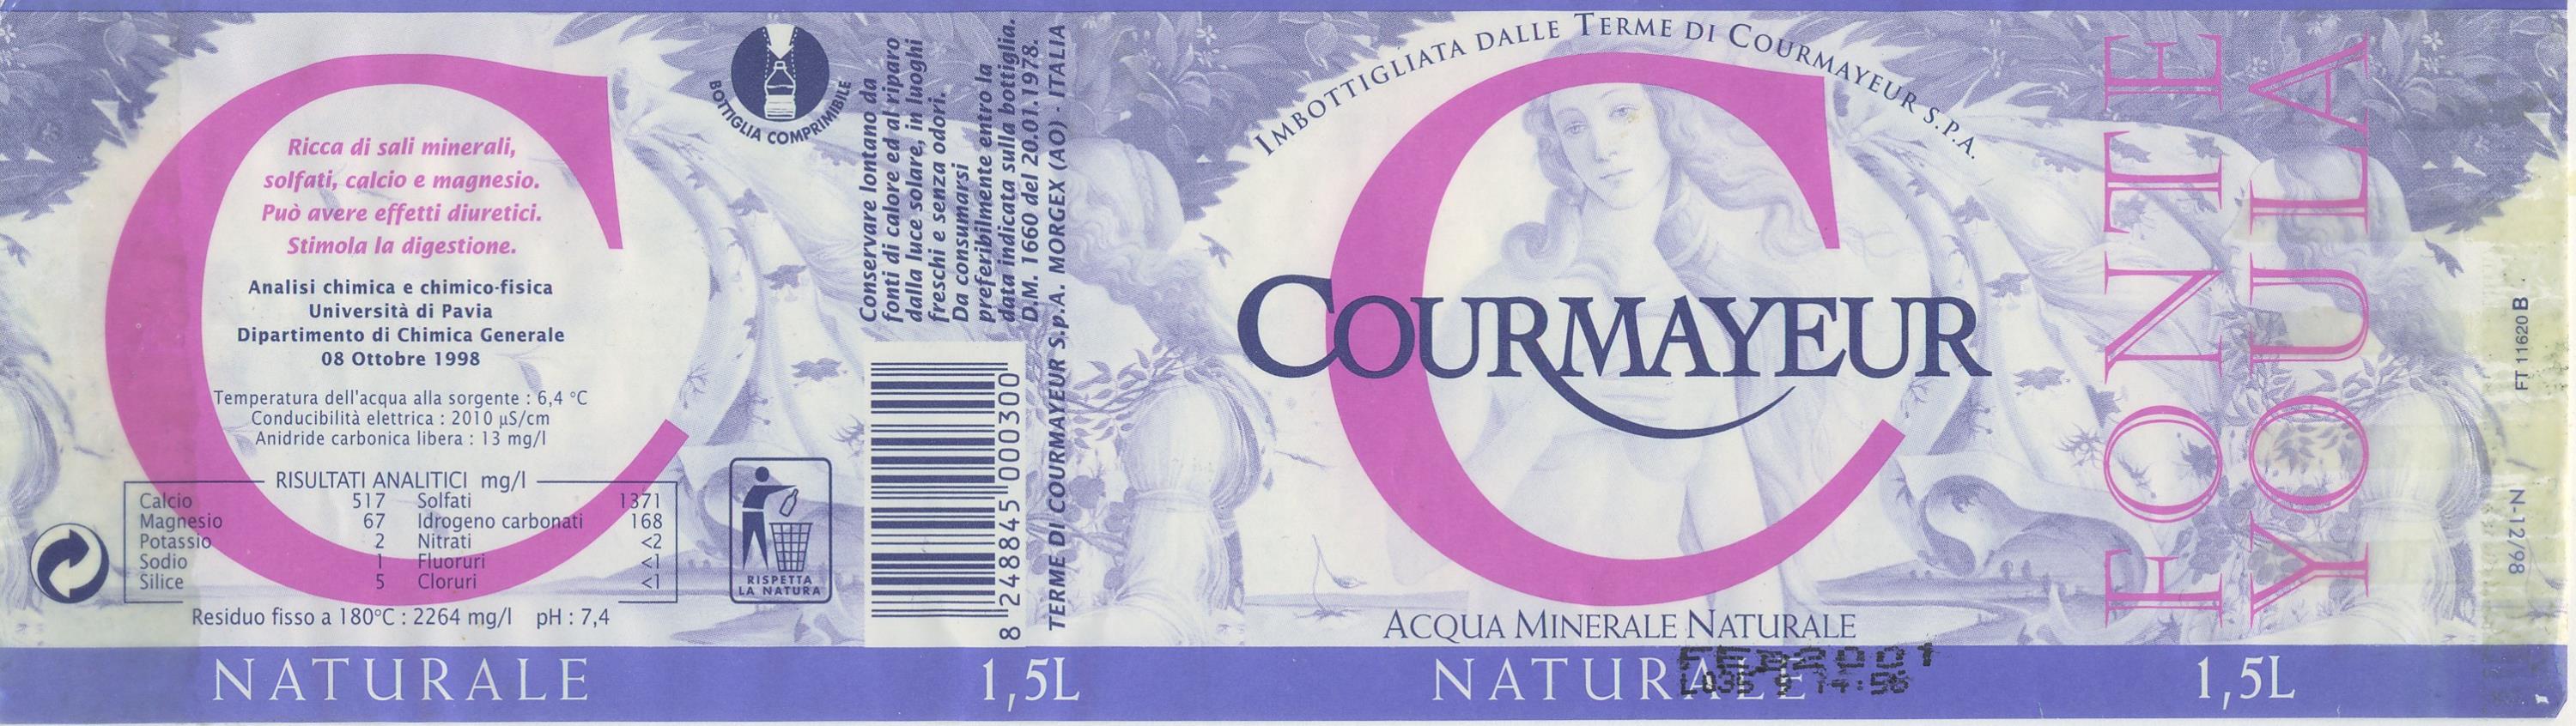 Ricca di sali minerali,
solfati, calcio e magnesio.
Può avere effetti diuretici.
Stimola la digestione.
Analisi chimica e chimico-fisica
Università di Pavia
Dipartimento di Chimica Generale
08 Ottobre 1998
Temperatura dell'acqua alla sorgente : 6,4 °C
Conducibilità elettrica : 2010 µS/cm
Anidride carbonica libera : 13 mg/l
RISULTATI ANALITICI mg/l
Calcio 517 Solfati 1371
Magnesio 67 Idrogeno carbonati 168
Potassio 2 Nitrati <2
Sodio 1 Fluoruri <1
Silice 5 Cloruri <1
Residuo fisso a 180°C : 2264 mg/l pH : 7,4
NATURALE
BOTTIGLIA COMPRIMIBILE
RISPETTA
LA NATURA
Conservare lontano da
fonti di calore ed al riparo
dalla luce solare, in luoghi
freschi e senza odori.
Da consumarsi
preferibilmente entro la
data indicata sulla bottiglia.
D.M. 1660 del 20.01.1978.
TERME DI COURMAYEUR S.p.A. MORGEX (AO) - ITALIA
8 248845 000300
1,5L
IMBOTTIGLIATA DALLE TERME DI COURMAYEUR S.P.A.
C
COURMAYEUR
ACQUA MINERALE NATURALE
NATURALE
2001
14:56
FONTE
YOULA
1,5L
FT 11620 B
N-12/98